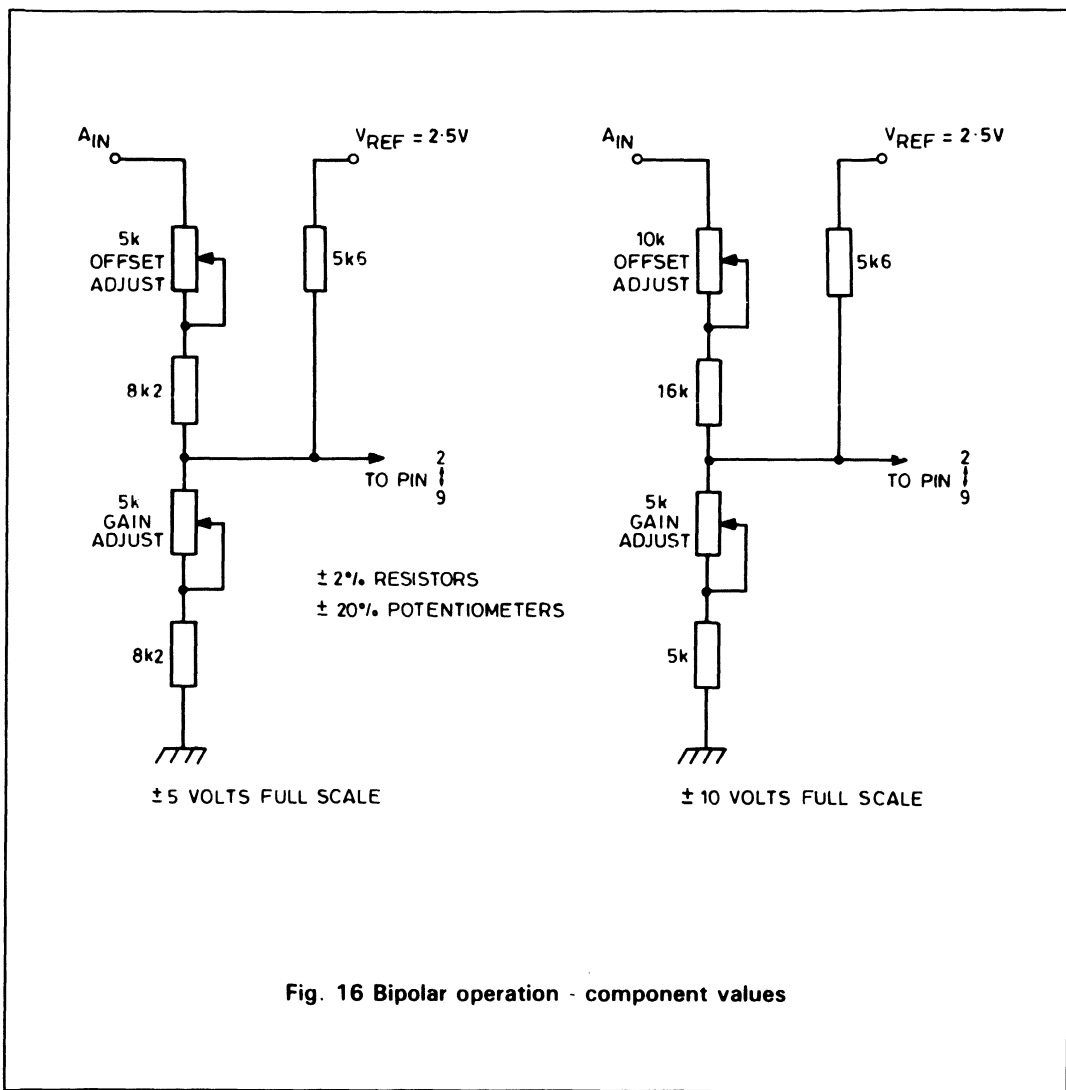 A_IN
V_REF = 2·5V
5k
OFFSET
ADJUST
5k6
8k2
TO PIN 2
9
5k
GAIN
ADJUST
± 2% RESISTORS
± 20% POTENTIOMETERS
8k2
± 5 VOLTS FULL SCALE
A_IN
V_REF = 2·5V
10k
OFFSET
ADJUST
5k6
16k
TO PIN 2
9
5k
GAIN
ADJUST
5k
± 10 VOLTS FULL SCALE
Fig. 16 Bipolar operation - component values